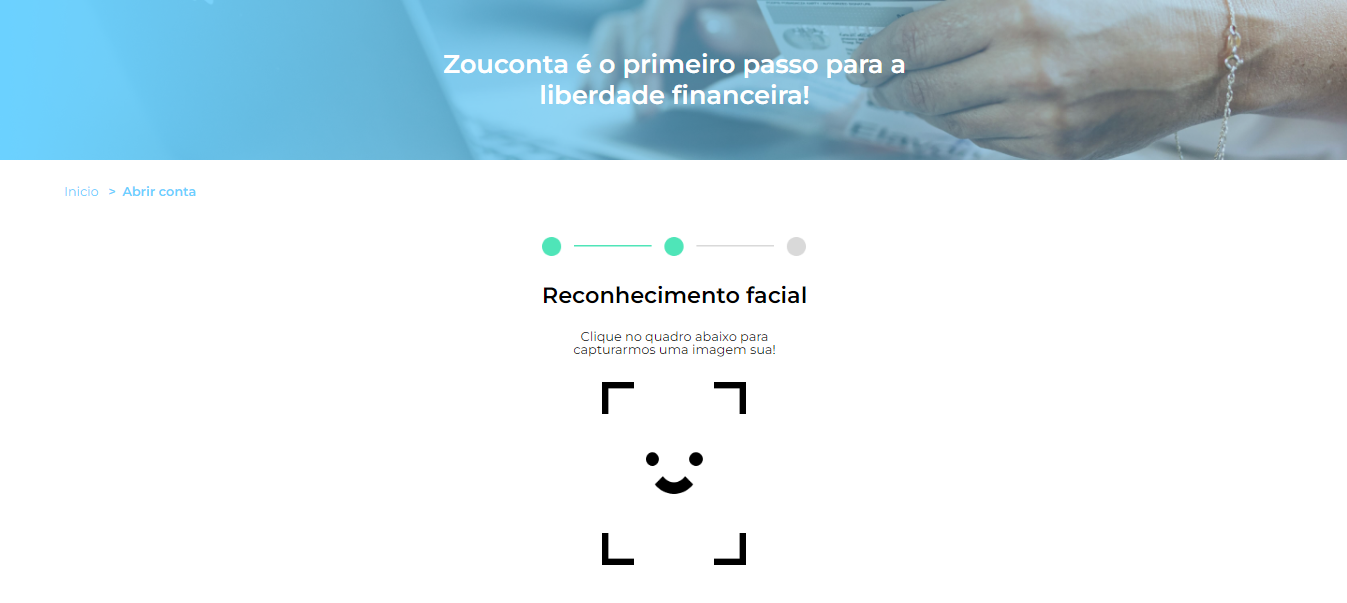 Zouconta é o primeiro passo para a
liberdade financeira!
Inicio > Abrir conta
Reconhecimento facial
Clique no quadro abaixo para
capturarmos uma imagem sua!